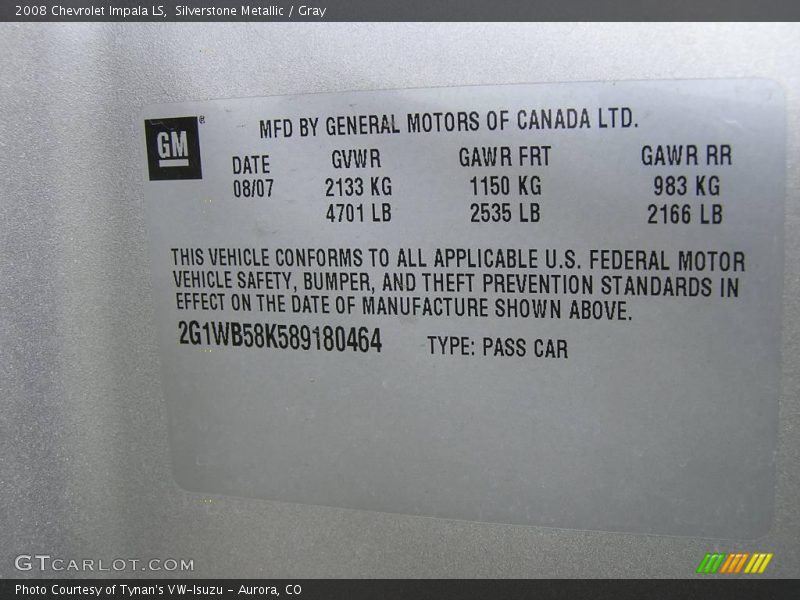 2008 Chevrolet Impala LS, Silverstone Metallic / Gray
GM ®
MFD BY GENERAL MOTORS OF CANADA LTD.
DATE GVWR GAWR FRT GAWR RR
08/07 2133 KG 1150 KG 983 KG
4701 LB 2535 LB 2166 LB
THIS VEHICLE CONFORMS TO ALL APPLICABLE U.S. FEDERAL MOTOR
VEHICLE SAFETY, BUMPER, AND THEFT PREVENTION STANDARDS IN
EFFECT ON THE DATE OF MANUFACTURE SHOWN ABOVE.
2G1WB58K589180464 TYPE: PASS CAR
GTCARLOT.COM
Photo Courtesy of Tynan's VW-Isuzu - Aurora, CO